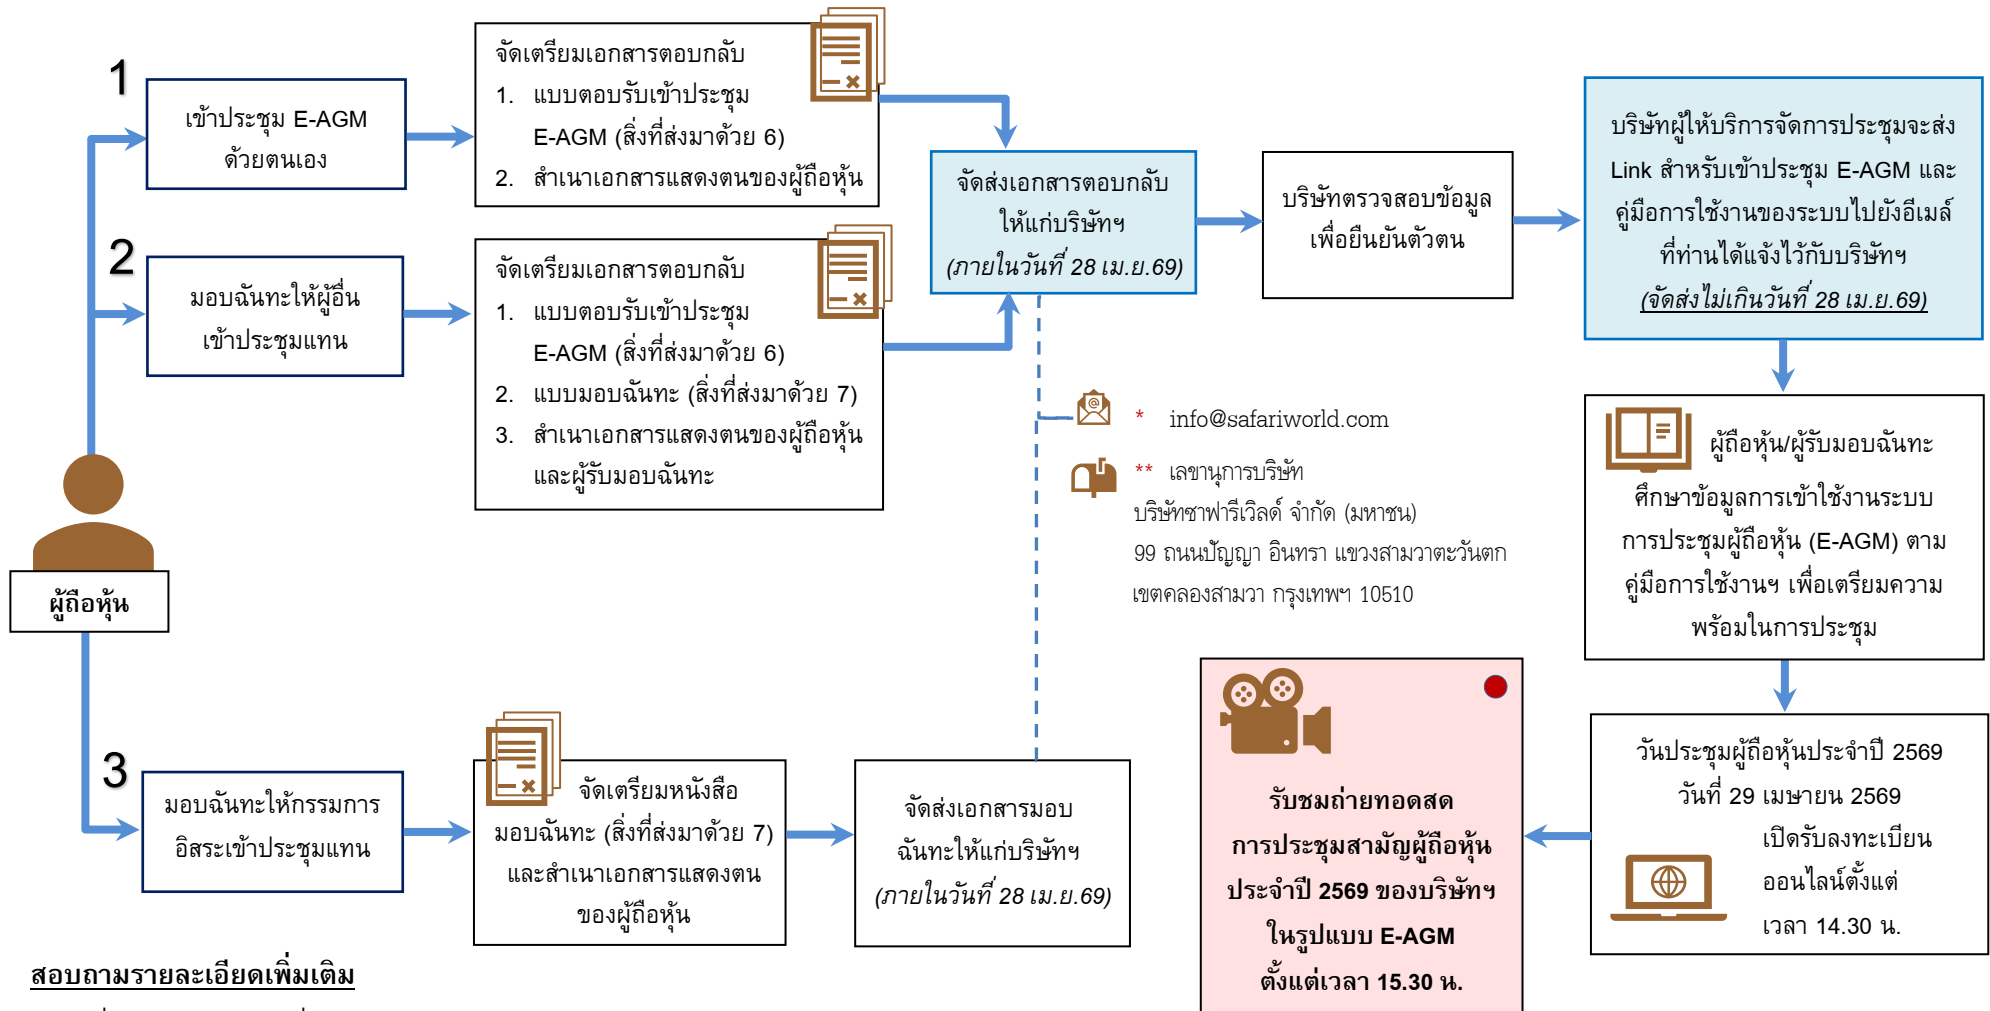 1
เข้าประชุม E-AGM
ด้วยตนเอง
จัดเตรียมเอกสารตอบกลับ
1. แบบตอบรับเข้าประชุม
E-AGM (สิ่งที่ส่งมาด้วย 6)
2. สำเนาเอกสารแสดงตนของผู้ถือหุ้น
2
มอบฉันทะให้ผู้อื่น
เข้าประชุมแทน
จัดเตรียมเอกสารตอบกลับ
1. แบบตอบรับเข้าประชุม
E-AGM (สิ่งที่ส่งมาด้วย 6)
2. แบบมอบฉันทะ (สิ่งที่ส่งมาด้วย 7)
3. สำเนาเอกสารแสดงตนของผู้ถือหุ้น
และผู้รับมอบฉันทะ
จัดส่งเอกสารตอบกลับ
ให้แก่บริษัทฯ
(ภายในวันที่ 28 เม.ย.69)
บริษัทตรวจสอบข้อมูล
เพื่อยืนยันตัวตน
บริษัทผู้ให้บริการจัดการประชุมจะส่ง
Link สำหรับเข้าประชุม E-AGM และ
คู่มือการใช้งานของระบบไปยังอีเมล์
ที่ท่านได้แจ้งไว้กับบริษัทฯ
(จัดส่งไม่เกินวันที่ 28 เม.ย.69)
* info@safariworld.com
** เลขานุการบริษัท
บริษัทซาฟารีเวิลด์ จำกัด (มหาชน)
99 ถนนปัญญา อินทรา แขวงสามวาตะวันตก
เขตคลองสามวา กรุงเทพฯ 10510
ผู้ถือหุ้น/ผู้รับมอบฉันทะ
ศึกษาข้อมูลการเข้าใช้งานระบบ
การประชุมผู้ถือหุ้น (E-AGM) ตาม
คู่มือการใช้งานฯ เพื่อเตรียมความ
พร้อมในการประชุม
ผู้ถือหุ้น
3
มอบฉันทะให้กรรมการ
อิสระเข้าประชุมแทน
จัดเตรียมหนังสือ
มอบฉันทะ (สิ่งที่ส่งมาด้วย 7)
และสำเนาเอกสารแสดงตน
ของผู้ถือหุ้น
จัดส่งเอกสารมอบ
ฉันทะให้แก่บริษัทฯ
(ภายในวันที่ 28 เม.ย.69)
รับชมถ่ายทอดสด
การประชุมสามัญผู้ถือหุ้น
ประจำปี 2569 ของบริษัทฯ
ในรูปแบบ E-AGM
ตั้งแต่เวลา 15.30 น.
วันประชุมผู้ถือหุ้นประจำปี 2569
วันที่ 29 เมษายน 2569
เปิดรับลงทะเบียน
ออนไลน์ตั้งแต่
เวลา 14.30 น.
สอบถามรายละเอียดเพิ่มเติม